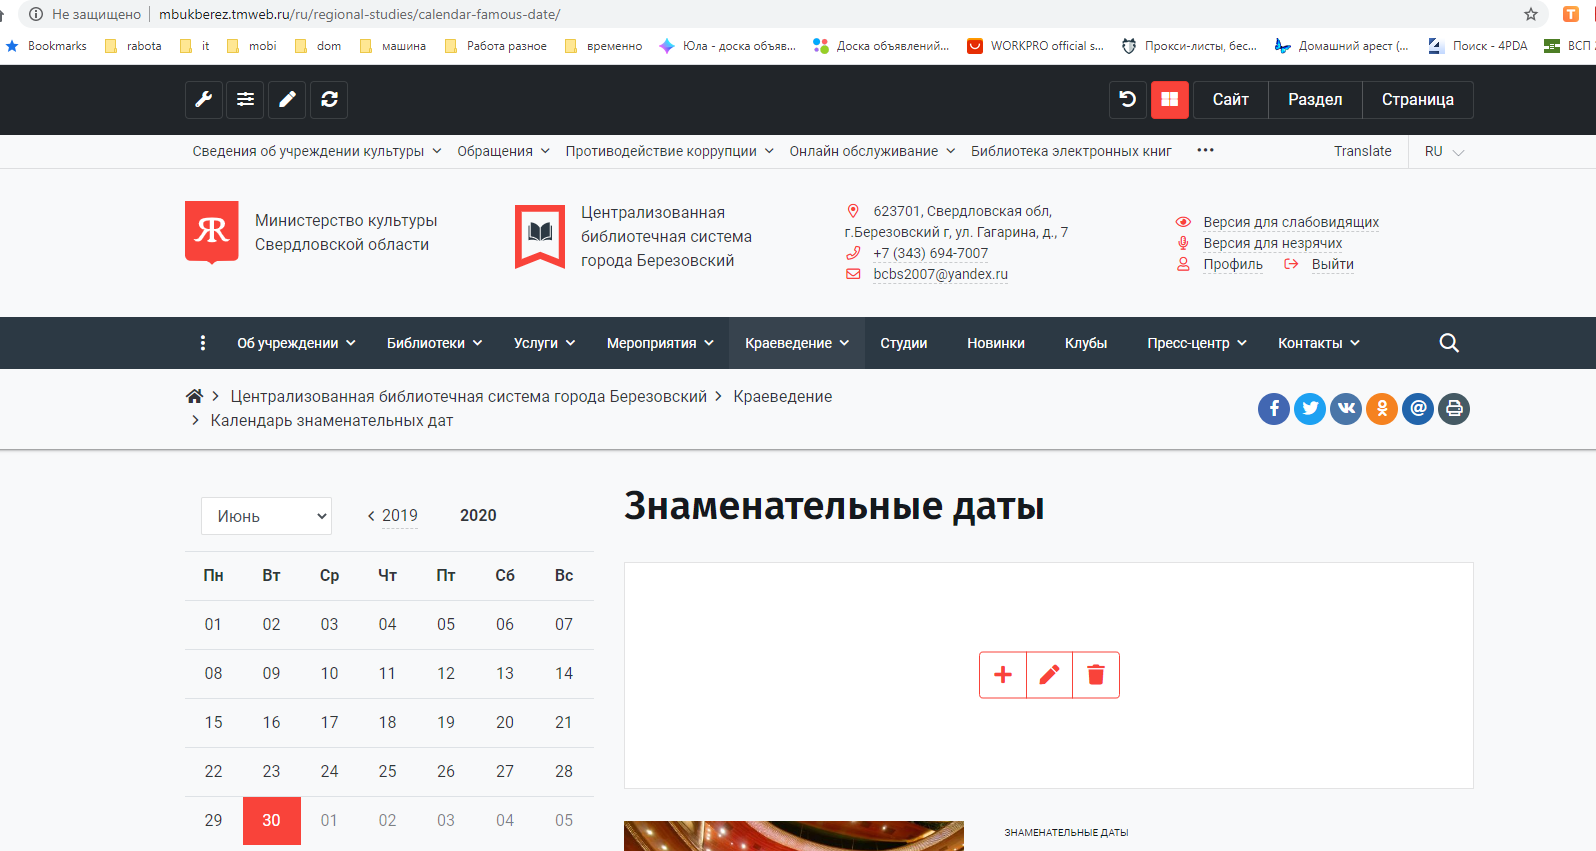 Не защищено mbukberez.tmweb.ru/ru/regional-studies/calendar-famous-date/
Bookmarks rabota it mobi dom машина Работа разное временно Юла - доска объяв... Доска объявлений... WORKPRO official s... Прокси-листы, бес... Домашний арест (... Поиск - 4PDA ВСП
Сайт Раздел Страница
Сведения об учреждении культуры Обращения Противодействие коррупции Онлайн обслуживание Библиотека электронных книг ••• Translate RU
Министерство культуры
Свердловской области
Централизованная
библиотечная система
города Березовский
623701, Свердловская обл,
г.Березовский г, ул. Гагарина, д., 7
+7 (343) 694-7007
bcbs2007@yandex.ru
Версия для слабовидящих
Версия для незрячих
Профиль Выйти
Об учреждении Библиотеки Услуги Мероприятия Краеведение Студии Новинки Клубы Пресс-центр Контакты
Централизованная библиотечная система города Березовский > Краеведение
> Календарь знаменательных дат
Июнь < 2019 2020
Пн Вт Ср Чт Пт Сб Вс
01 02 03 04 05 06 07
08 09 10 11 12 13 14
15 16 17 18 19 20 21
22 23 24 25 26 27 28
29 30 01 02 03 04 05
Знаменательные даты
ЗНАМЕНАТЕЛЬНЫЕ ДАТЫ